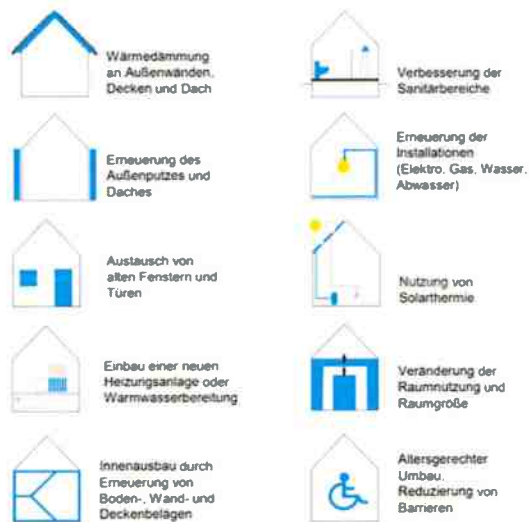 Wärmedämmung
an Außenwänden,
Decken und Dach
Erneuerung des
Außenputzes und
Daches
Austausch von
alten Fenstern und
Türen
Einbau einer neuen
Heizungsanlage oder
Warmwasserbereitung
Innenausbau durch
Erneuerung von
Boden-, Wand- und
Deckenbelägen
Verbesserung der
Sanitärbereiche
Erneuerung der
Installationen
(Elektro, Gas, Wasser,
Abwasser)
Nutzung von
Solarthermie
Veränderung der
Raumnutzung und
Raumgröße
Altersgerechter
Umbau,
Reduzierung von
Barrieren